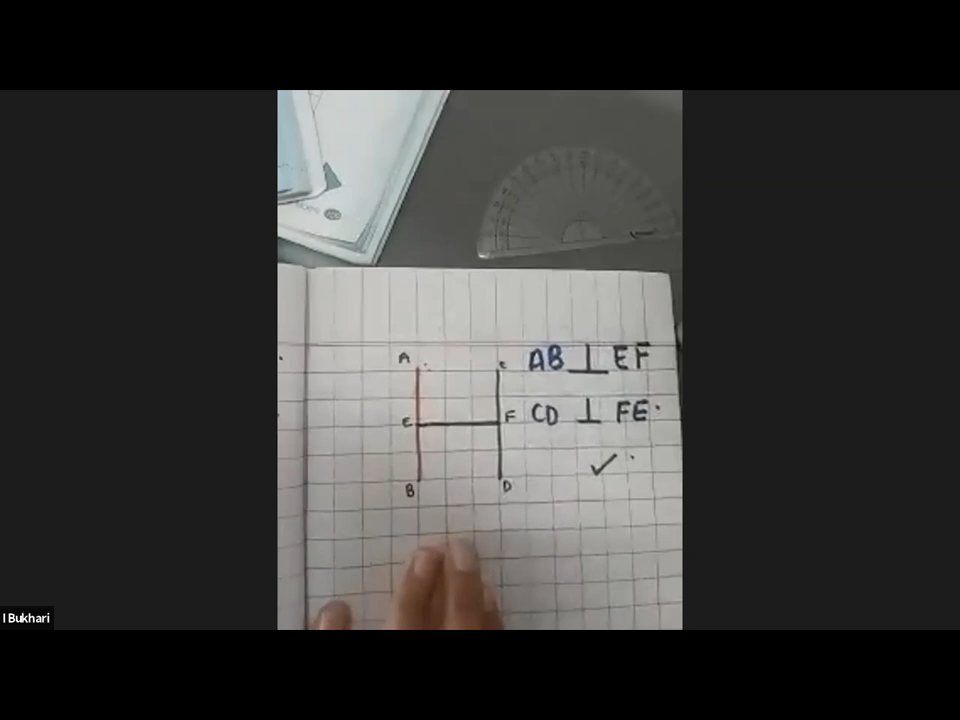 A C AB ⊥ EF
E F CD ⊥ FE.
✓
B D
I Bukhari